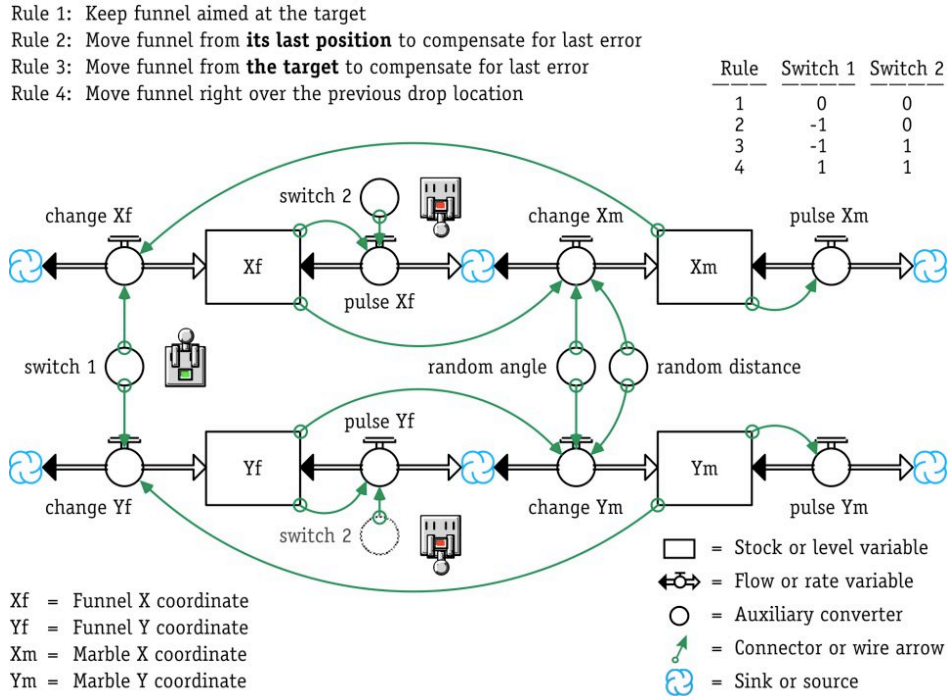 Rule 1: Keep funnel aimed at the target
Rule 2: Move funnel from its last position to compensate for last error
Rule 3: Move funnel from the target to compensate for last error
Rule 4: Move funnel right over the previous drop location
Rule Switch 1 Switch 2
1 0 0
2 -1 0
3 -1 1
4 1 1
switch 2
change Xf
change Xm
pulse Xm
Xf
Xm
pulse Xf
switch 1
random angle
random distance
pulse Yf
Yf
Ym
change Yf
switch 2
change Ym
pulse Ym
Xf = Funnel X coordinate
Yf = Funnel Y coordinate
Xm = Marble X coordinate
Ym = Marble Y coordinate
= Stock or level variable
= Flow or rate variable
= Auxiliary converter
= Connector or wire arrow
= Sink or source